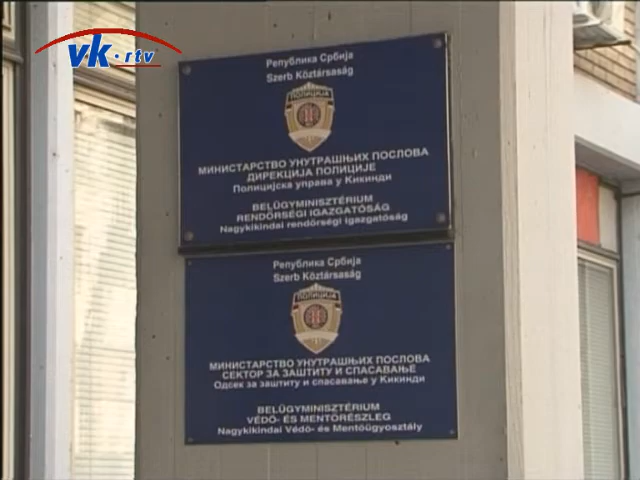 vk·rtv
Република Србија
Szerb Köztársaság
ПОЛИЦИЈА
МИНИСТАРСТВО УНУТРАШЊИХ ПОСЛОВА
ДИРЕКЦИЈА ПОЛИЦИЈЕ
Полицијска управа у Кикинди
BELÜGYMINISZTÉRIUM
RENDŐRSÉGI IGAZGATÓSÁG
Nagykikindai rendőrségi igazgatóság
Република Србија
Szerb Köztársaság
ПОЛИЦИЈА
МИНИСТАРСТВО УНУТРАШЊИХ ПОСЛОВА
СЕКТОР ЗА ЗАШТИТУ И СПАСАВАЊЕ
Одсек за заштиту и спасавање у Кикинди
BELÜGYMINISZTÉRIUM
VÉDŐ- ÉS MENTŐRÉSZLEG
Nagykikindai Védő- és Mentőügyosztály